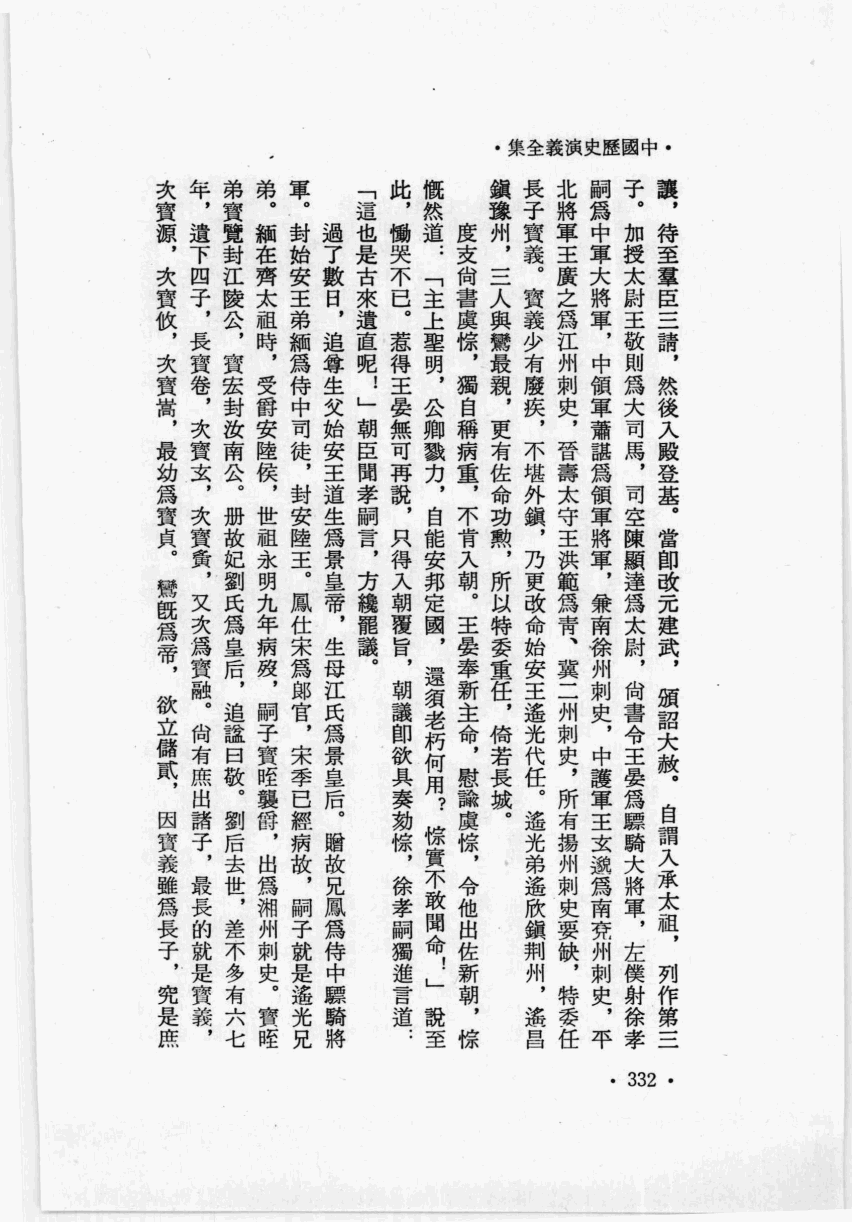 ・中國歷史演義全集・
讓，待至羣臣三請，然後入殿登基。當卽改元建武，頒詔大赦。自謂入承太祖，列作第三
子。加授太尉王敬則爲大司馬，司空陳顯達爲太尉，尙書令王晏爲驃騎大將軍，左僕射徐孝
嗣爲中軍大將軍，中領軍蕭諶爲領軍將軍，兼南徐州刺史，中護軍王玄邈爲南兗州刺史，平
北將軍王廣之爲江州刺史，晉壽太守王洪範爲靑、冀二州刺史，所有揚州刺史要缺，特委任
長子寶義。寶義少有廢疾，不堪外鎭，乃更改命始安王遙光代任。遙光弟遙欣鎭荆州，遙昌
鎭豫州，三人與鸞最親，更有佐命功勲，所以特委重任，倚若長城。
度支尙書虞悰，獨自稱病重，不肯入朝。王晏奉新主命，慰諭虞悰，令他出佐新朝，悰
慨然道：「主上聖明，公卿戮力，自能安邦定國，還須老朽何用？悰實不敢聞命！」說至
此，慟哭不已。惹得王晏無可再說，只得入朝覆旨，朝議卽欲具奏劾悰，徐孝嗣獨進言道：
「這也是古來遺直呢！」朝臣聞孝嗣言，方纔罷議。
過了數日，追尊生父始安王道生爲景皇帝，生母江氏爲景皇后。贈故兄鳳爲侍中驃騎將
軍。封始安王弟緬爲侍中司徒，封安陸王。鳳仕宋爲郞官，宋季已經病故，嗣子就是遙光兄
弟。緬在齊太祖時，受爵安陸侯，世祖永明九年病歿，嗣子寶晊襲爵，出爲湘州刺史。寶晊
弟寶覽封江陵公，寶宏封汝南公。册故妃劉氏爲皇后，追諡曰敬。劉后去世，差不多有六七
年，遺下四子，長寶卷，次寶玄，次寶夤，又次爲寶融。尙有庶出諸子，最長的就是寶義，
次寶源，次寶攸，次寶嵩，最幼爲寶貞。鸞旣爲帝，欲立儲貳，因寶義雖爲長子，究是庶
・332・